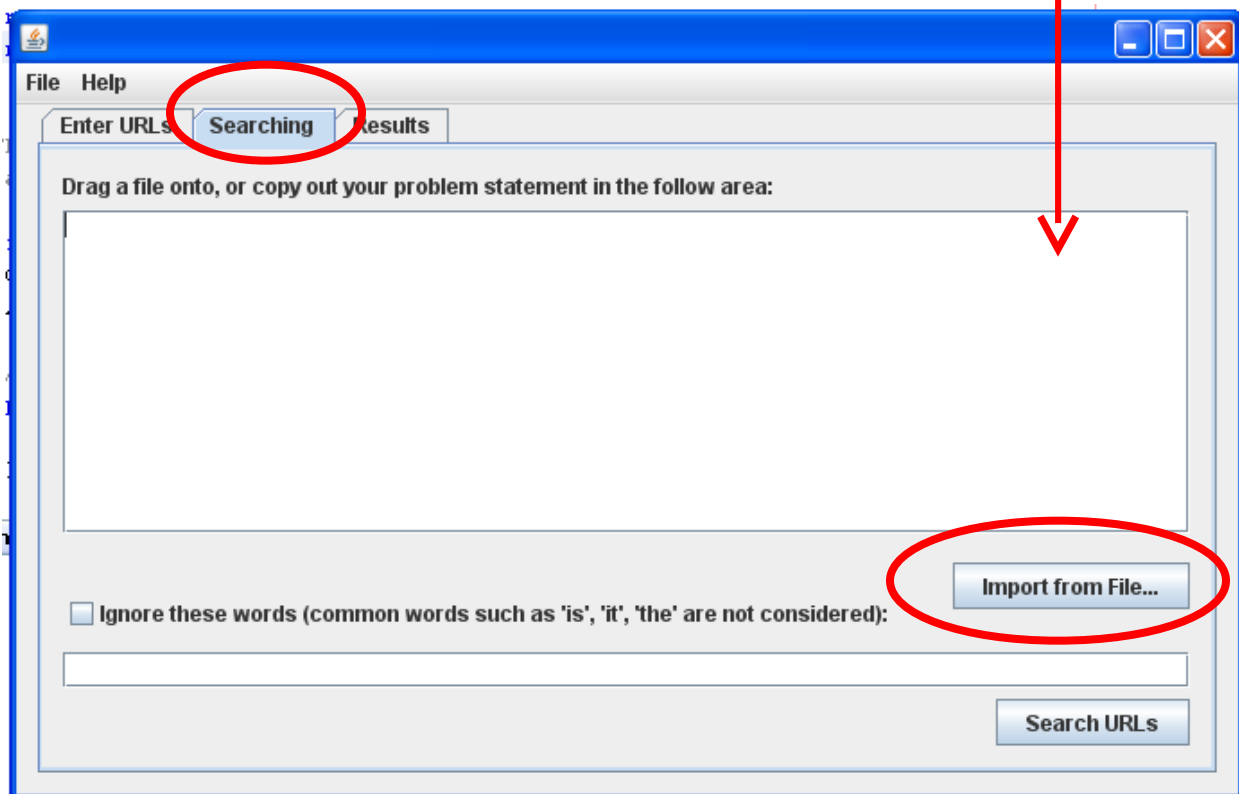 File Help
Enter URLs Searching Results
Drag a file onto, or copy out your problem statement in the follow area:
Import from File...
Ignore these words (common words such as 'is', 'it', 'the' are not considered):
Search URLs